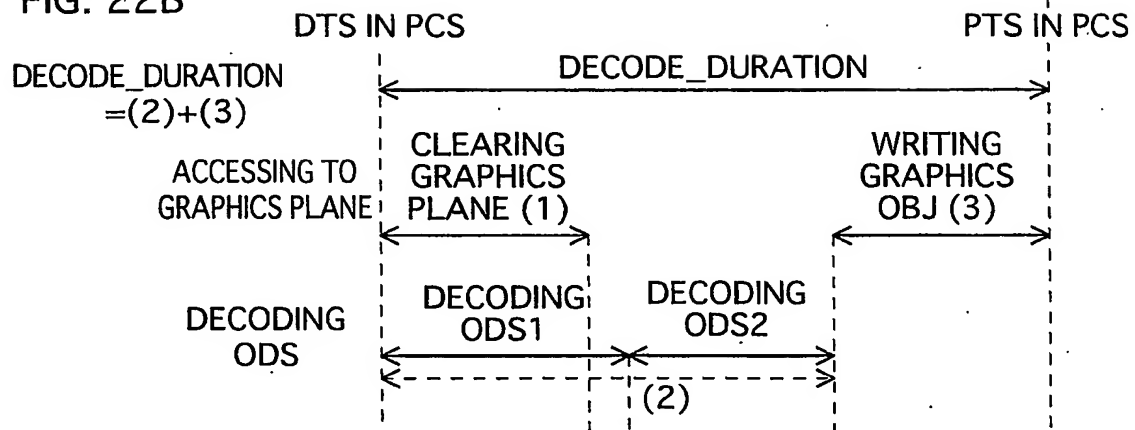 FIG. 22B
DTS IN PCS
PTS IN PCS
DECODE_DURATION
=(2)+(3)
DECODE_DURATION
ACCESSING TO
GRAPHICS PLANE
CLEARING
GRAPHICS
PLANE (1)
WRITING
GRAPHICS
OBJ (3)
DECODING
ODS
DECODING
ODS1
DECODING
ODS2
(2)